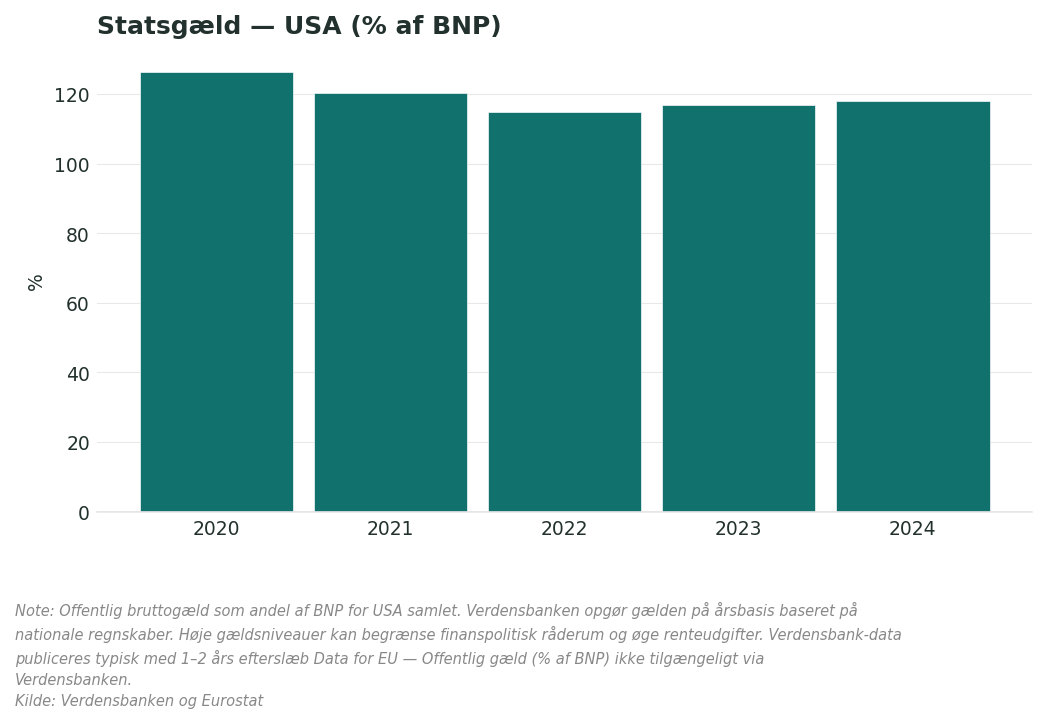 Statsgæld — USA (% af BNP)
120
100
80
60
40
20
0
%
2020
2021
2022
2023
2024
Note: Offentlig bruttogæld som andel af BNP for USA samlet. Verdensbanken opgør gælden på årsbasis baseret på
nationale regnskaber. Høje gældsniveauer kan begrænse finanspolitisk råderum og øge renteudgifter. Verdensbank-data
publiceres typisk med 1–2 års efterslæb Data for EU — Offentlig gæld (% af BNP) ikke tilgængeligt via
Verdensbanken.
Kilde: Verdensbanken og Eurostat